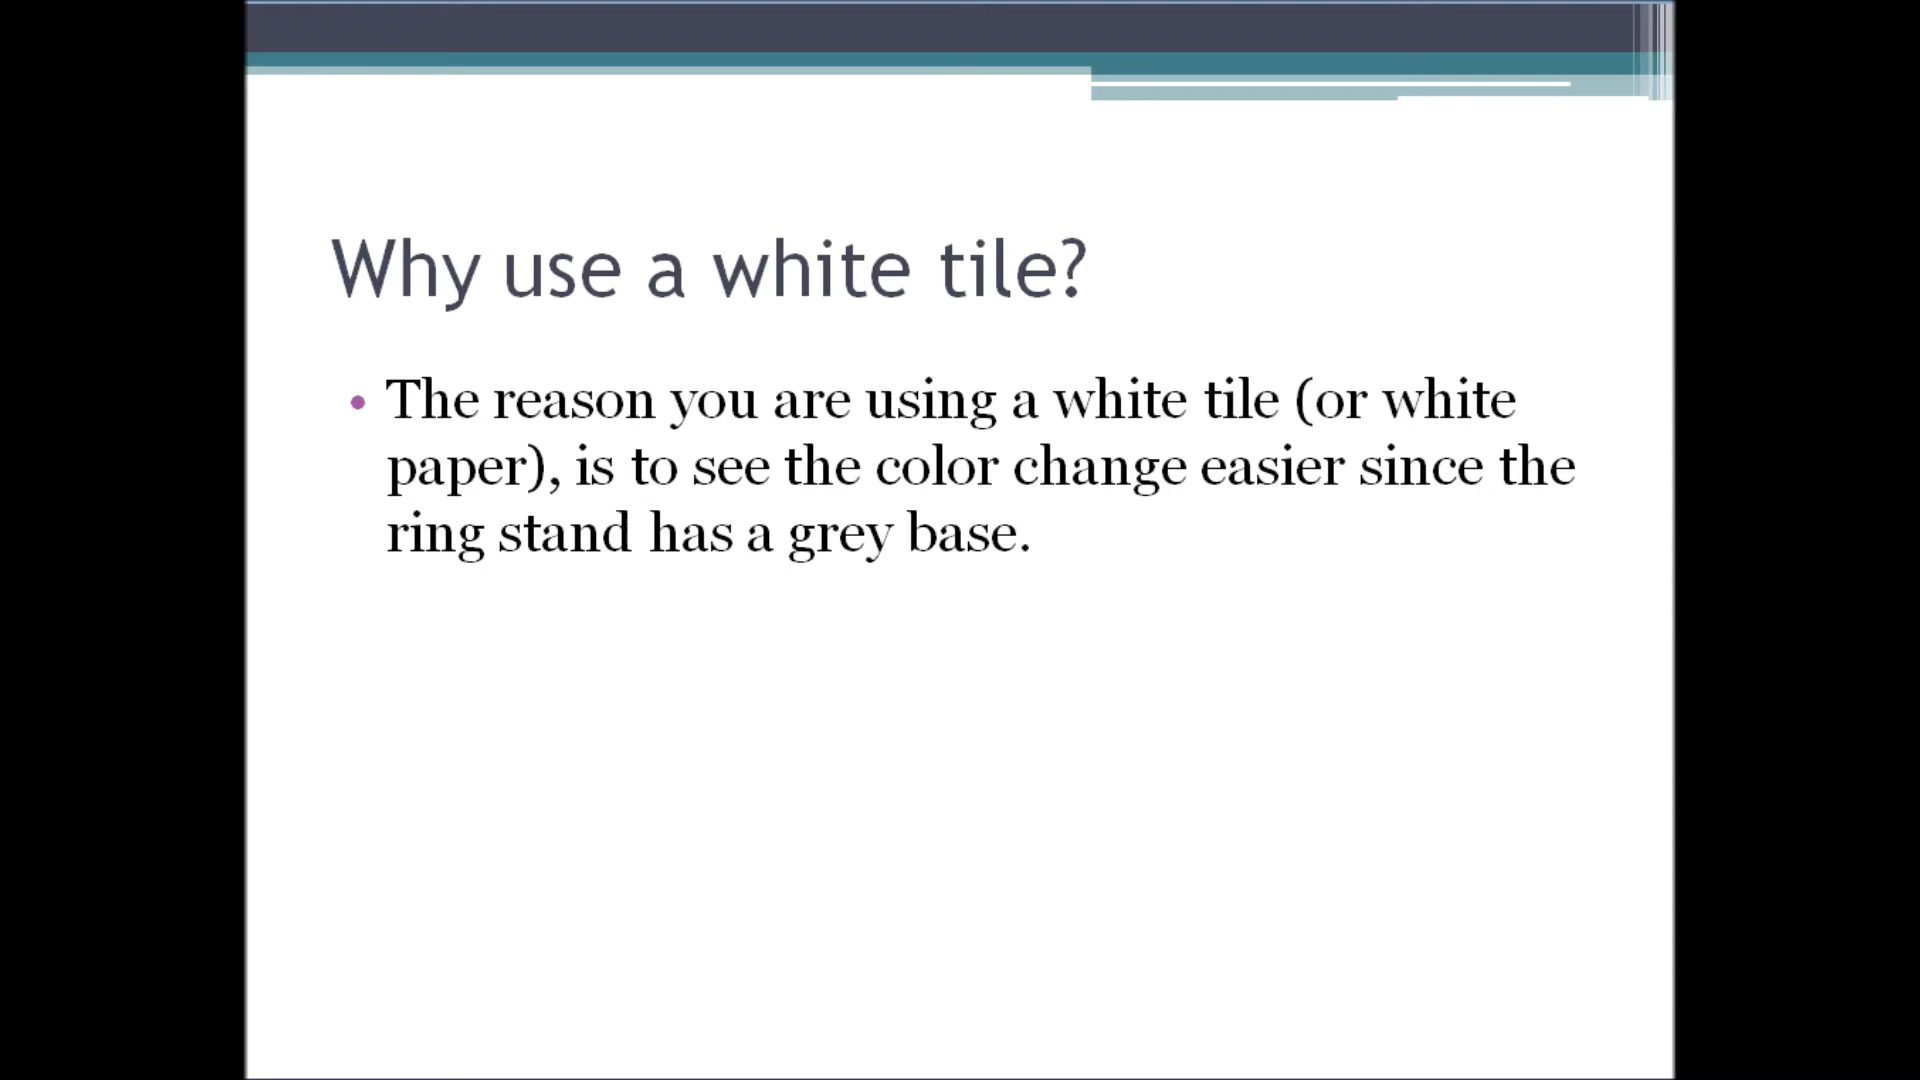 Why use a white tile?
• The reason you are using a white tile (or white
paper), is to see the color change easier since the
ring stand has a grey base.